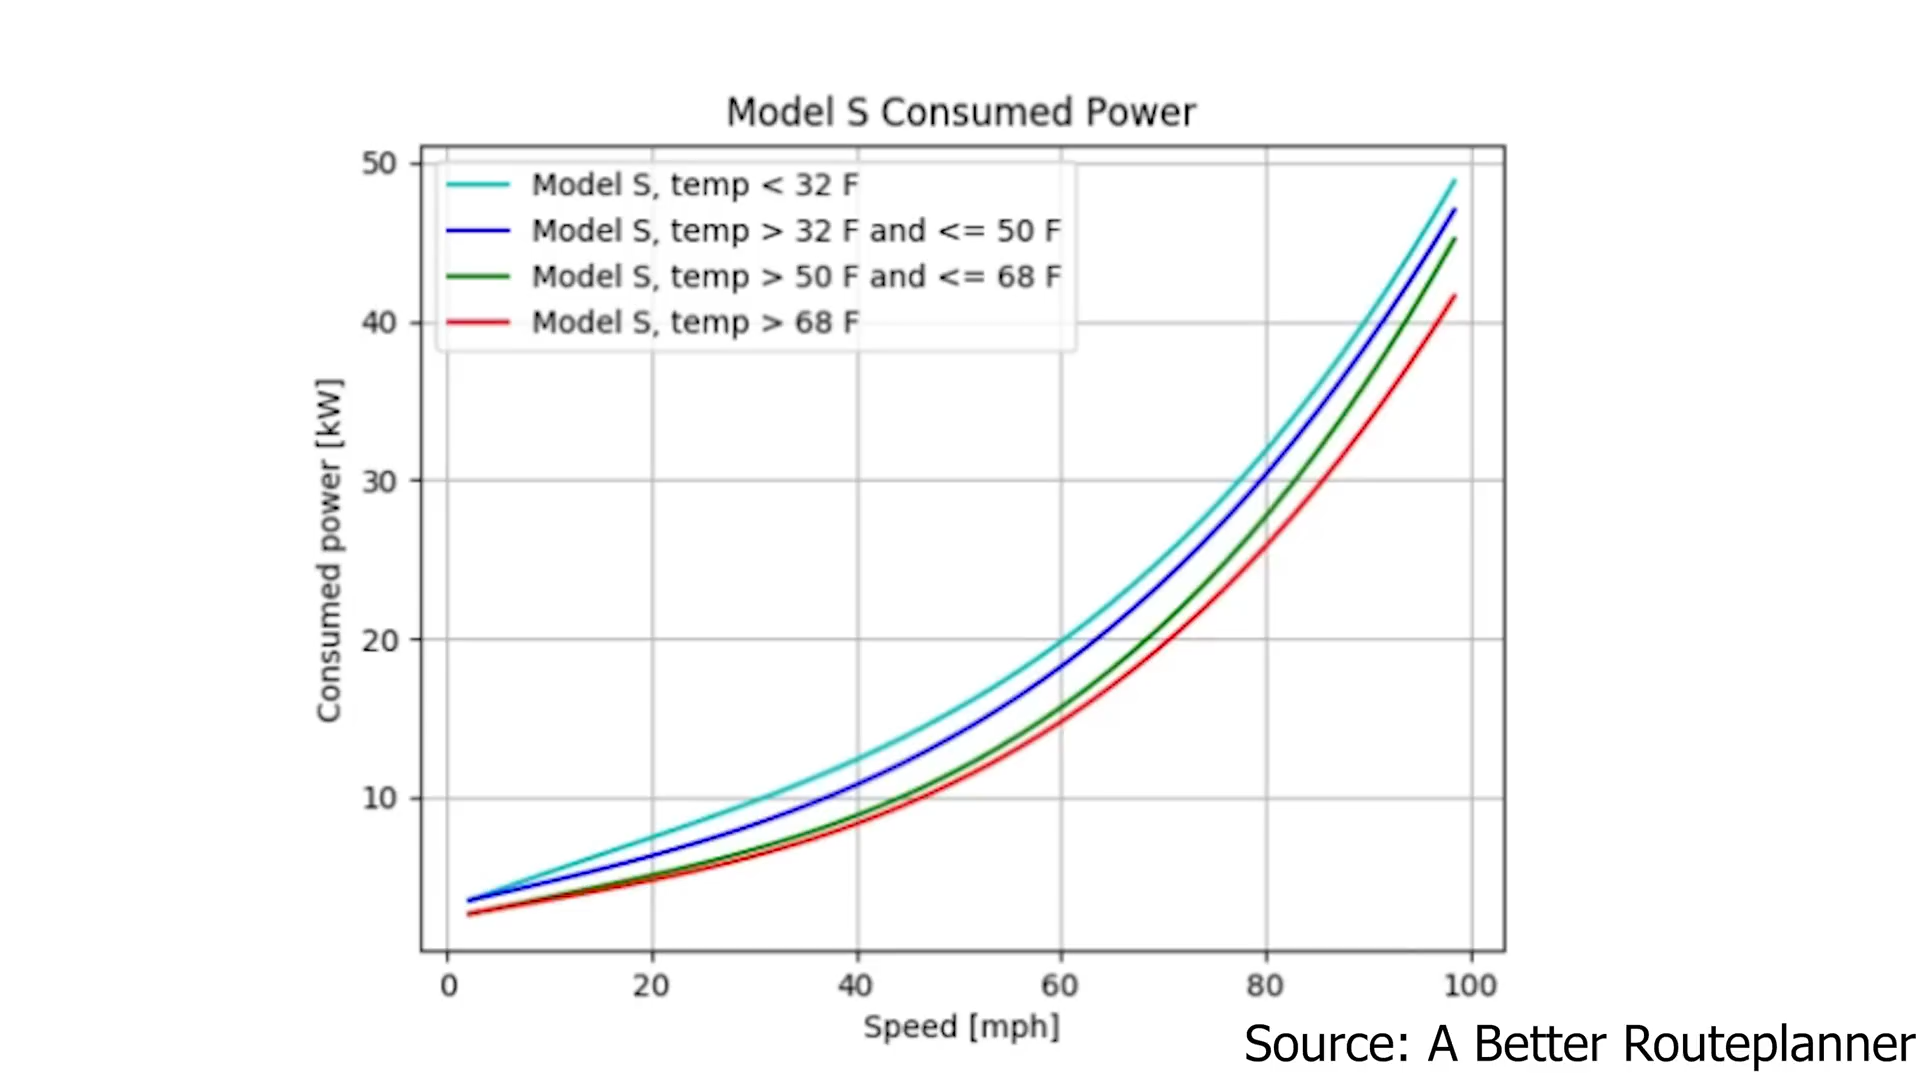 Model S Consumed Power
Model S, temp < 32 F
Model S, temp > 32 F and <= 50 F
Model S, temp > 50 F and <= 68 F
Model S, temp > 68 F
Consumed power [kW]
50
40
30
20
10
0 20 40 60 80 100
Speed [mph]
Source: A Better Routeplanner